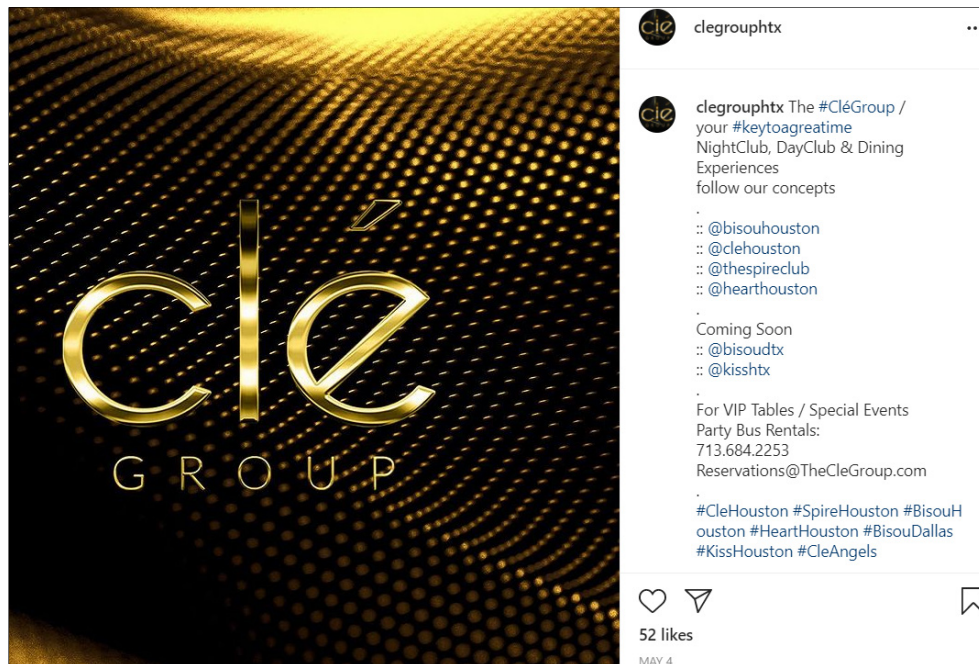 clé
GROUP
cle
clegrouphtx
cle
clegrouphtx The #CléGroup /
your #keytoagreatime
NightClub, DayClub & Dining
Experiences
follow our concepts
.
:: @bisouhouston
:: @clehouston
:: @thespireclub
:: @hearthouston
.
Coming Soon
:: @bisoudtx
:: @kisshtx
.
For VIP Tables / Special Events
Party Bus Rentals:
713.684.2253
Reservations@TheCleGroup.com
.
#CleHouston #SpireHouston #BisouH
ouston #HeartHouston #BisouDallas
#KissHouston #CleAngels
52 likes
MAY 4